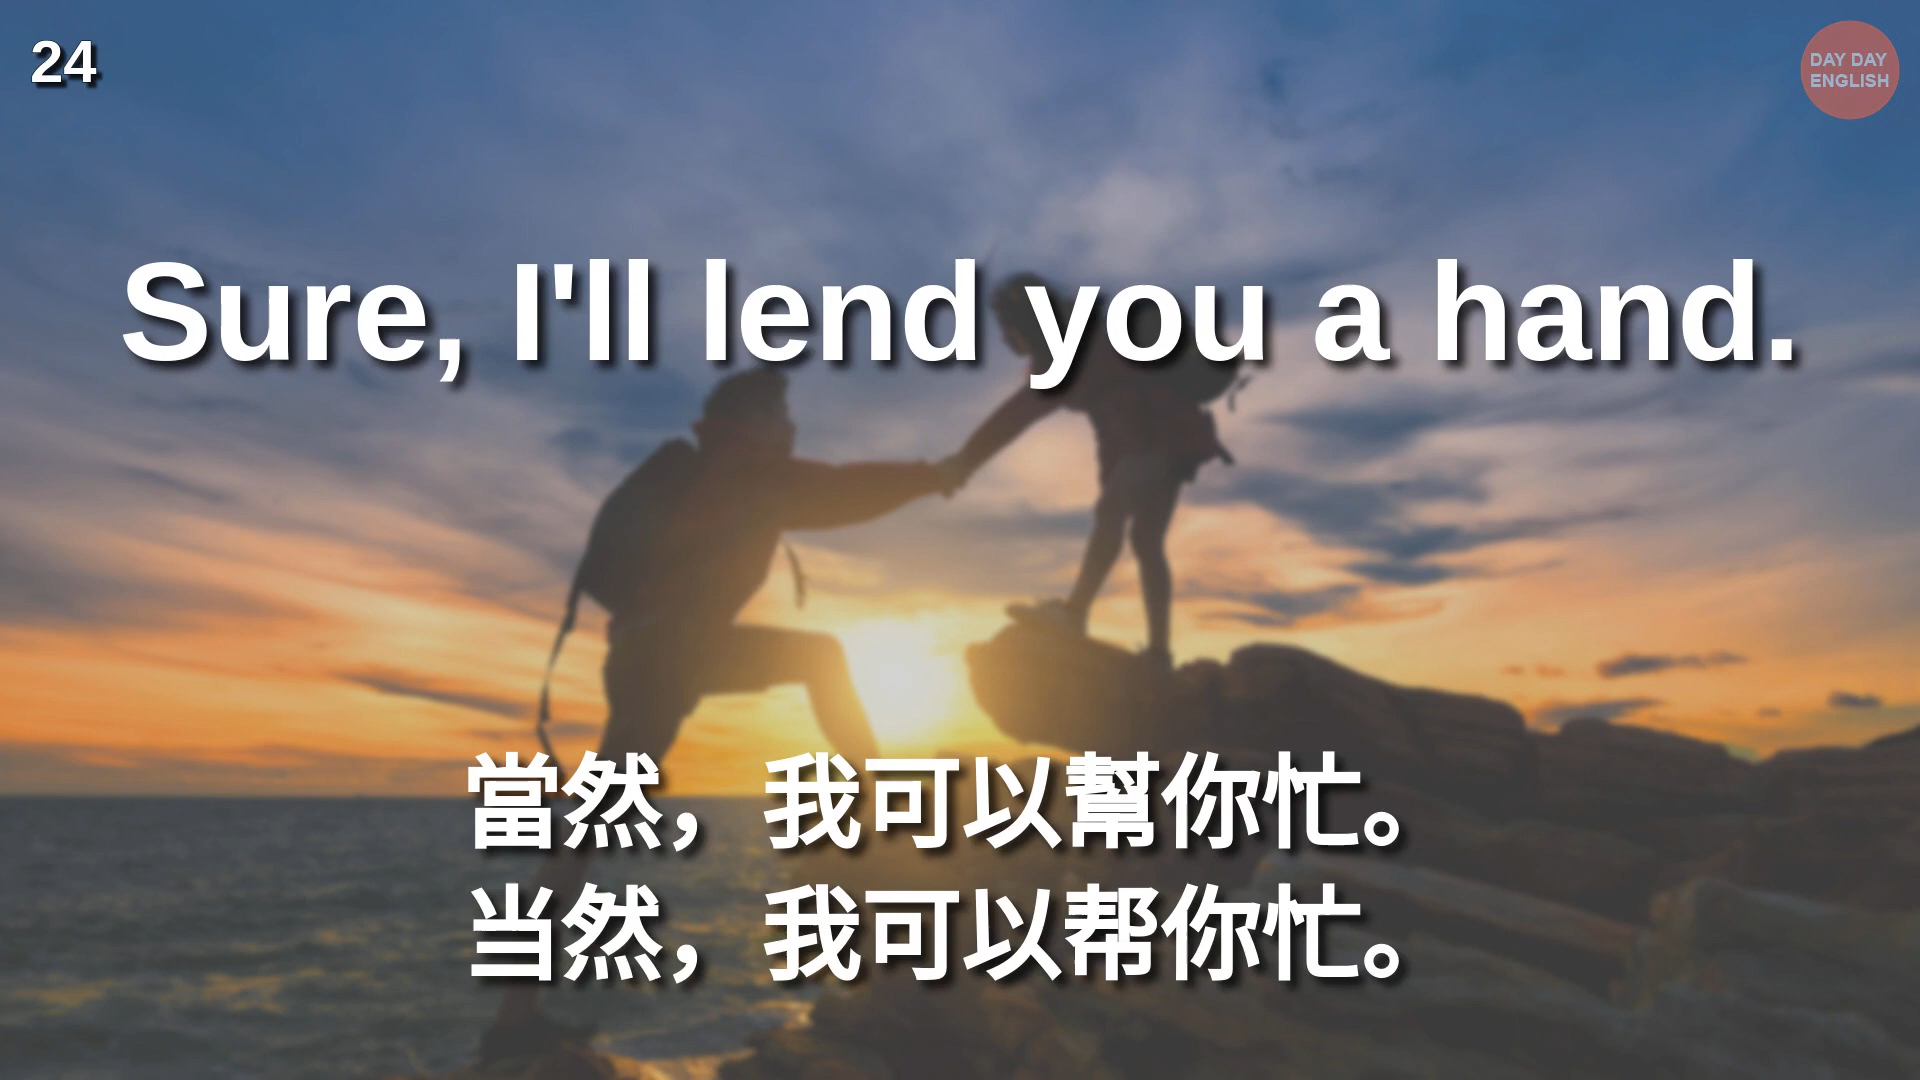 24
DAY DAY
ENGLISH
Sure, I'll lend you a hand.
當然，我可以幫你忙。
当然，我可以帮你忙。